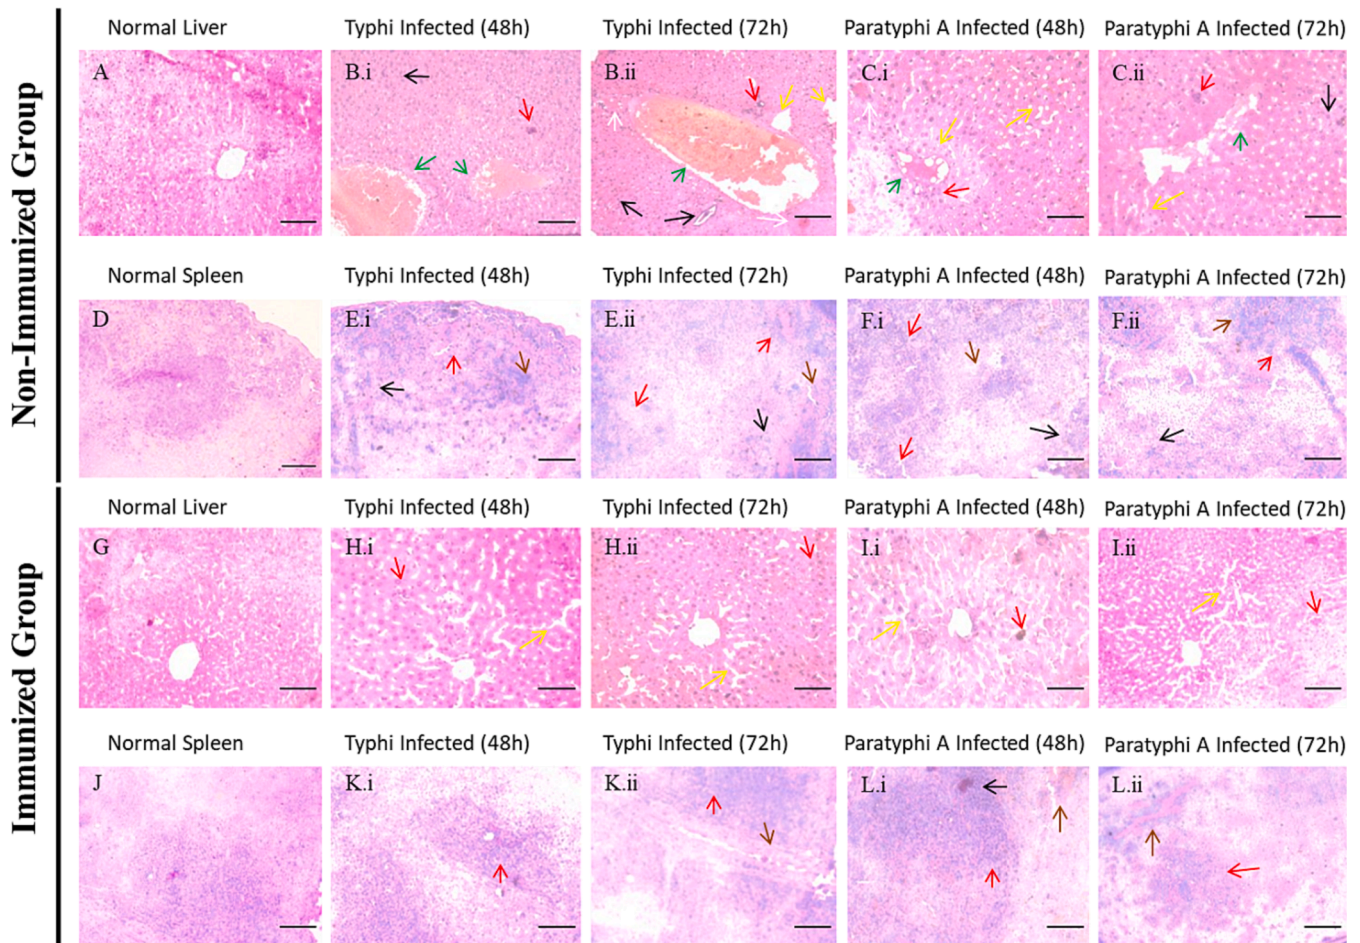 Non-Immunized Group
Normal Liver
Typhi Infected (48h)
Typhi Infected (72h)
Paratyphi A Infected (48h)
Paratyphi A Infected (72h)
A
B.i
B.ii
C.i
C.ii
Normal Spleen
Typhi Infected (48h)
Typhi Infected (72h)
Paratyphi A Infected (48h)
Paratyphi A Infected (72h)
D
E.i
E.ii
F.i
F.ii
Immunized Group
Normal Liver
Typhi Infected (48h)
Typhi Infected (72h)
Paratyphi A Infected (48h)
Paratyphi A Infected (72h)
G
H.i
H.ii
I.i
I.ii
Normal Spleen
Typhi Infected (48h)
Typhi Infected (72h)
Paratyphi A Infected (48h)
Paratyphi A Infected (72h)
J
K.i
K.ii
L.i
L.ii